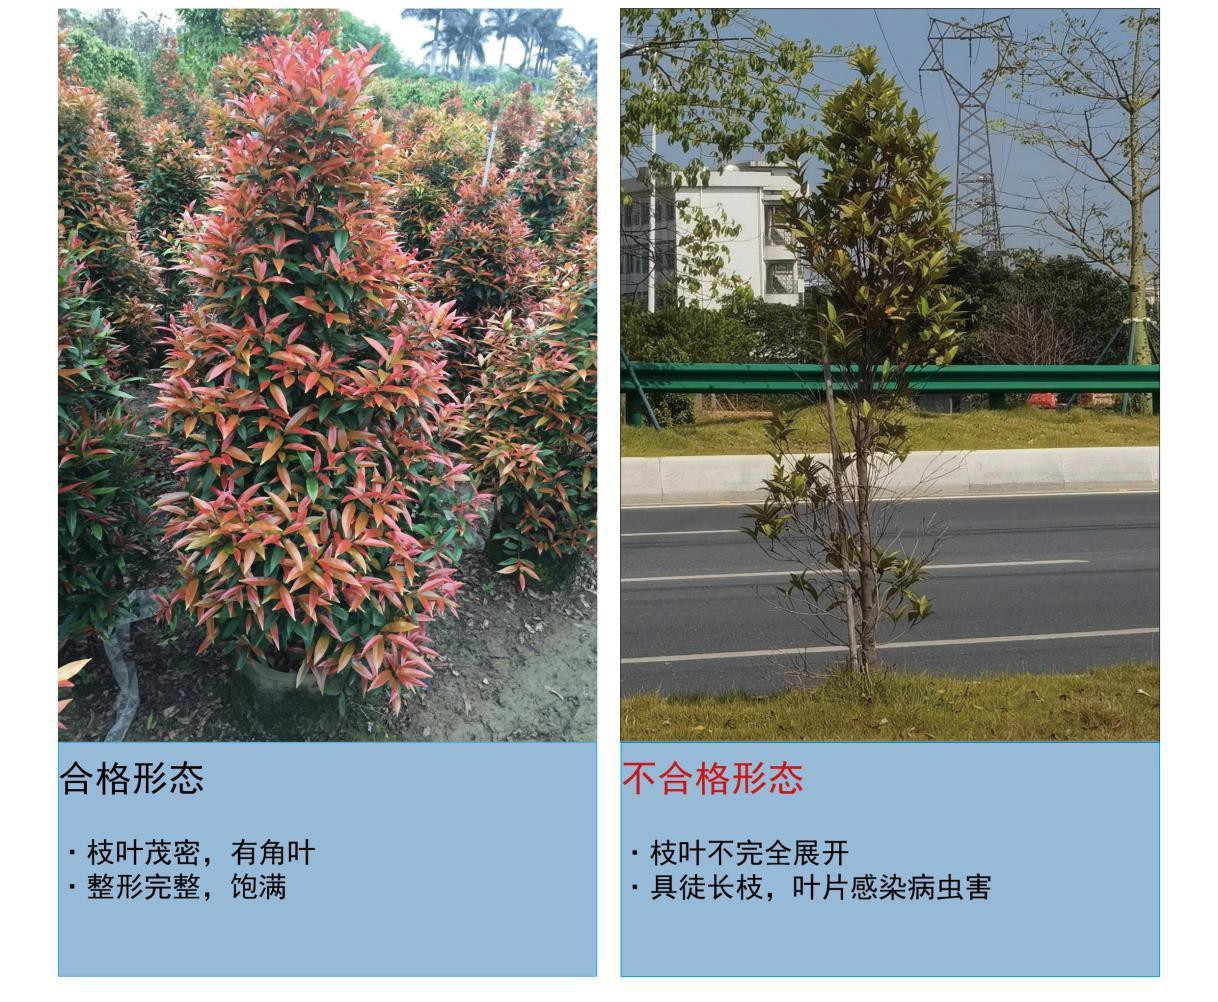 合格形态
· 枝叶茂密，有角叶
· 整形完整，饱满
不合格形态
· 枝叶不完全展开
· 具徒长枝，叶片感染病虫害